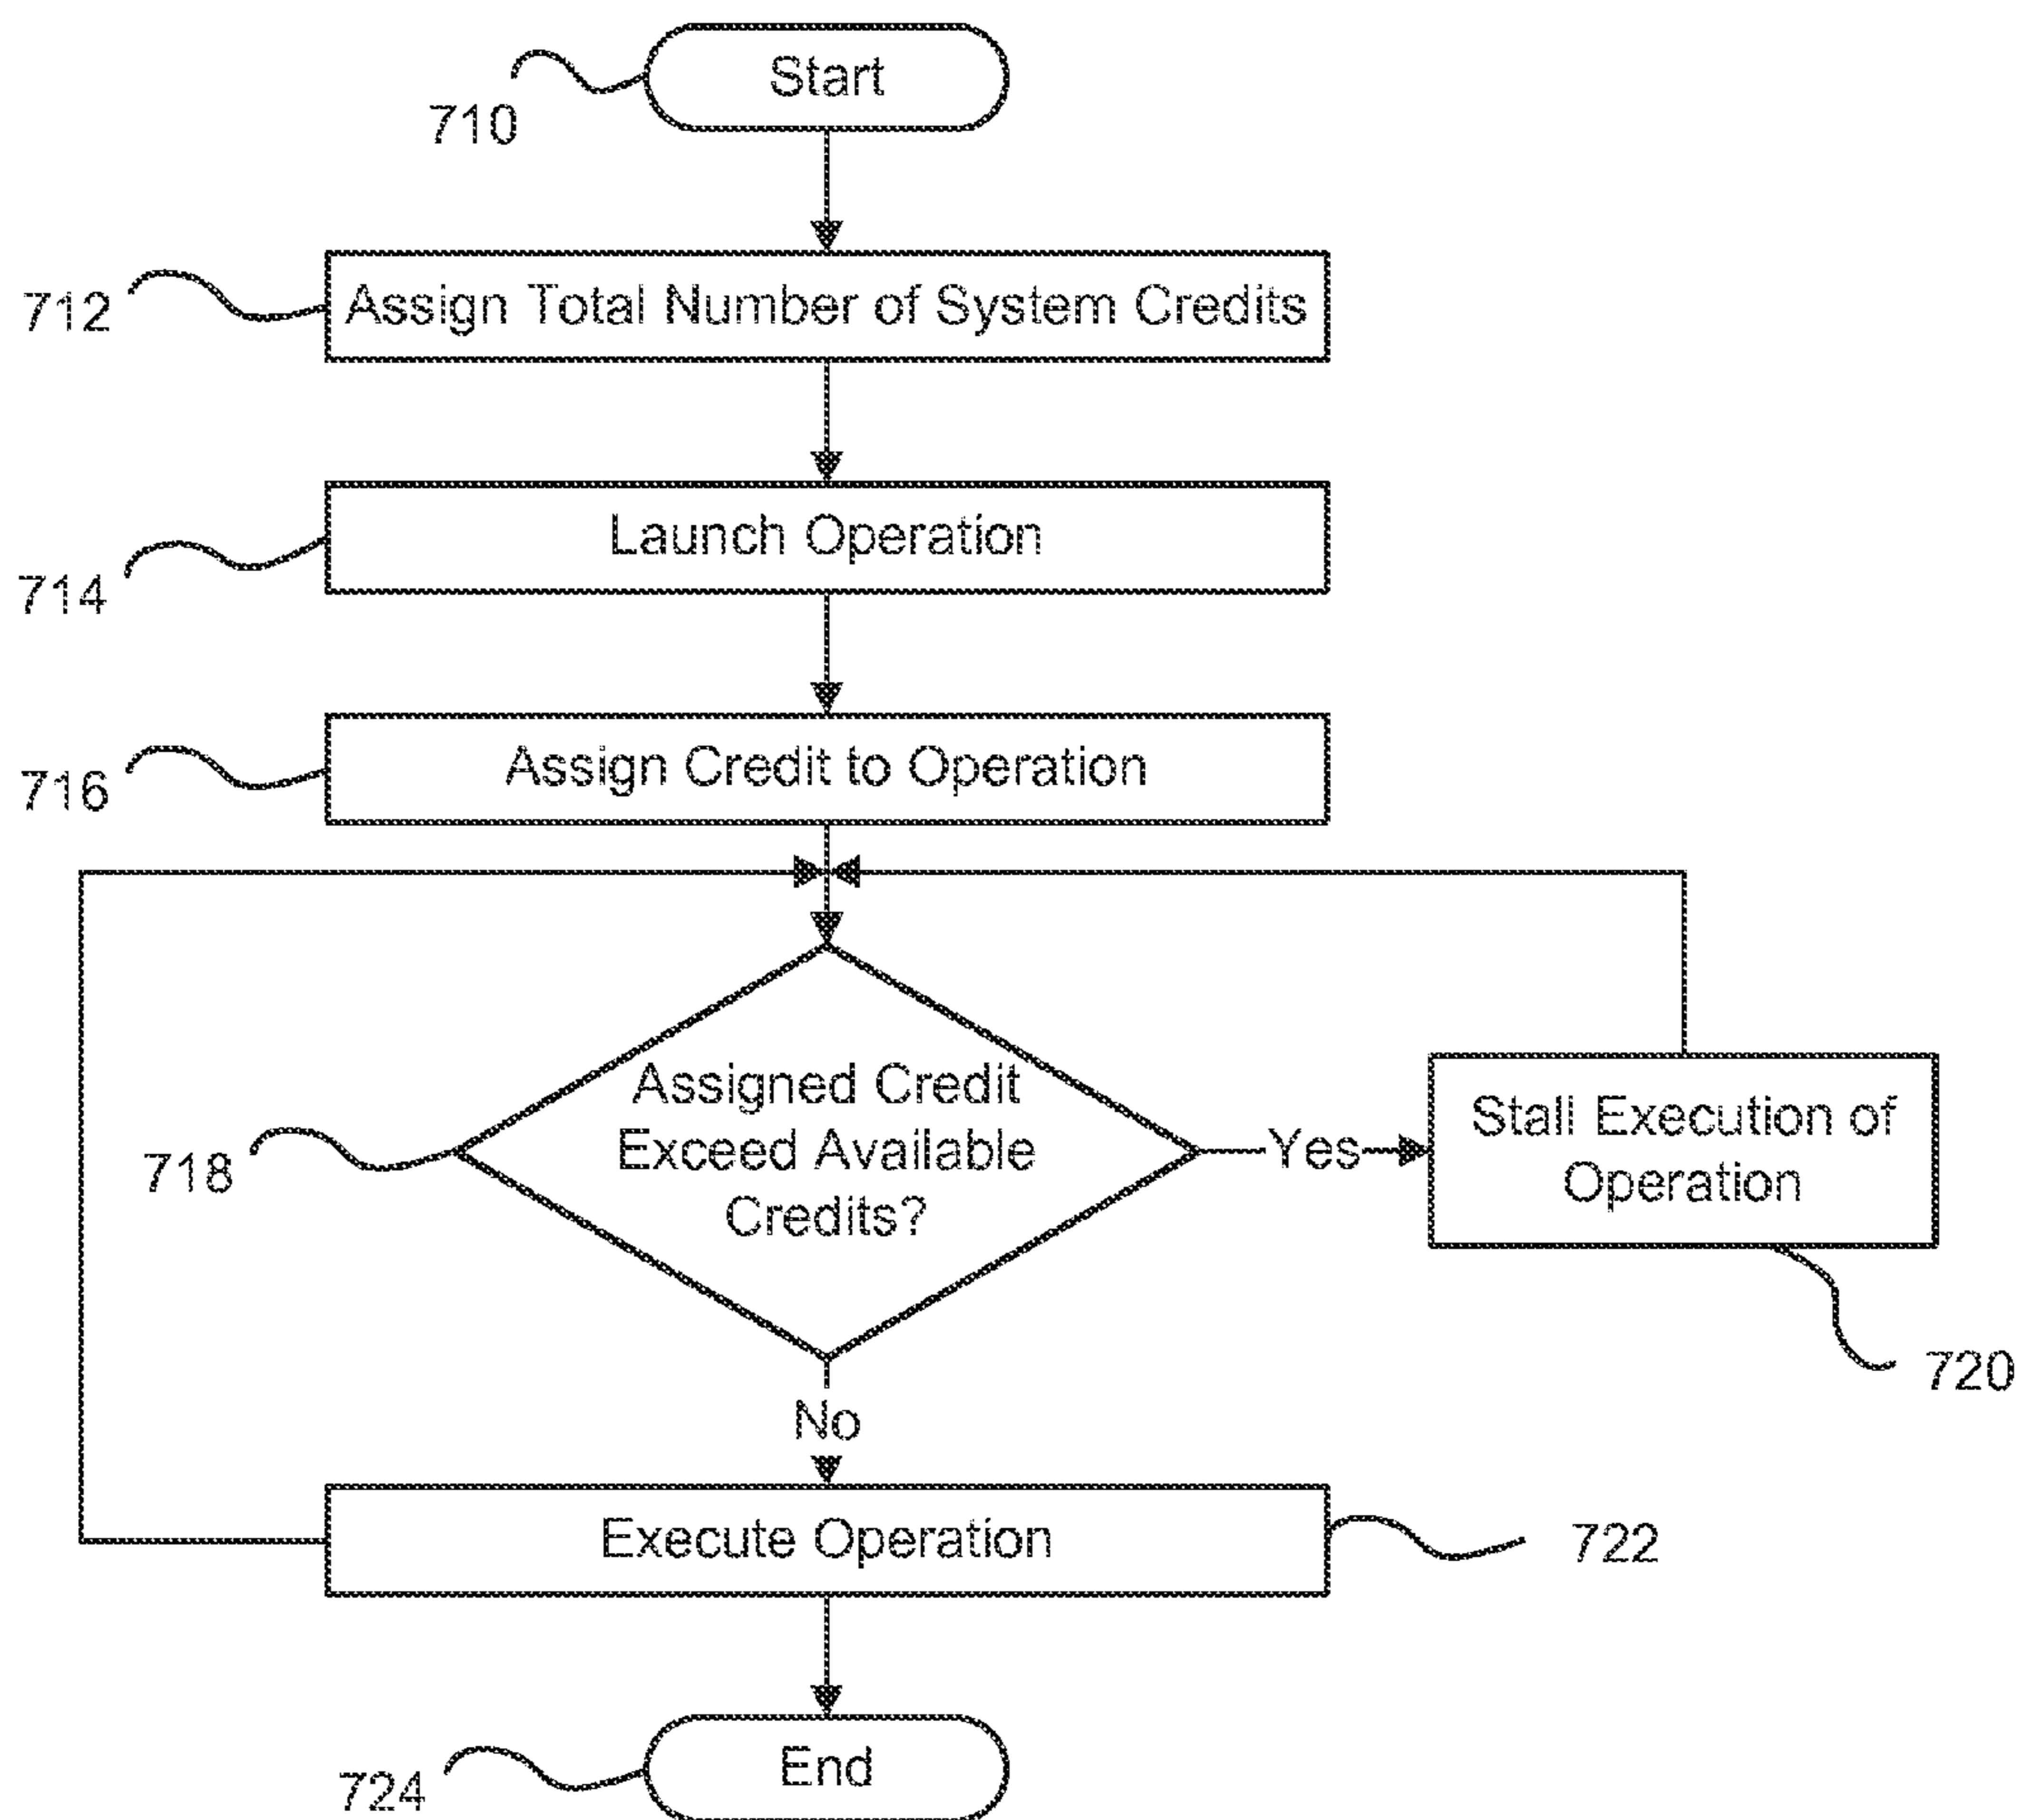 Start
710
Assign Total Number of System Credits
712
Launch Operation
714
Assign Credit to Operation
716
Assigned Credit
Exceed Available
Credits?
718
Yes
Stall Execution of
Operation
720
No
Execute Operation
722
End
724